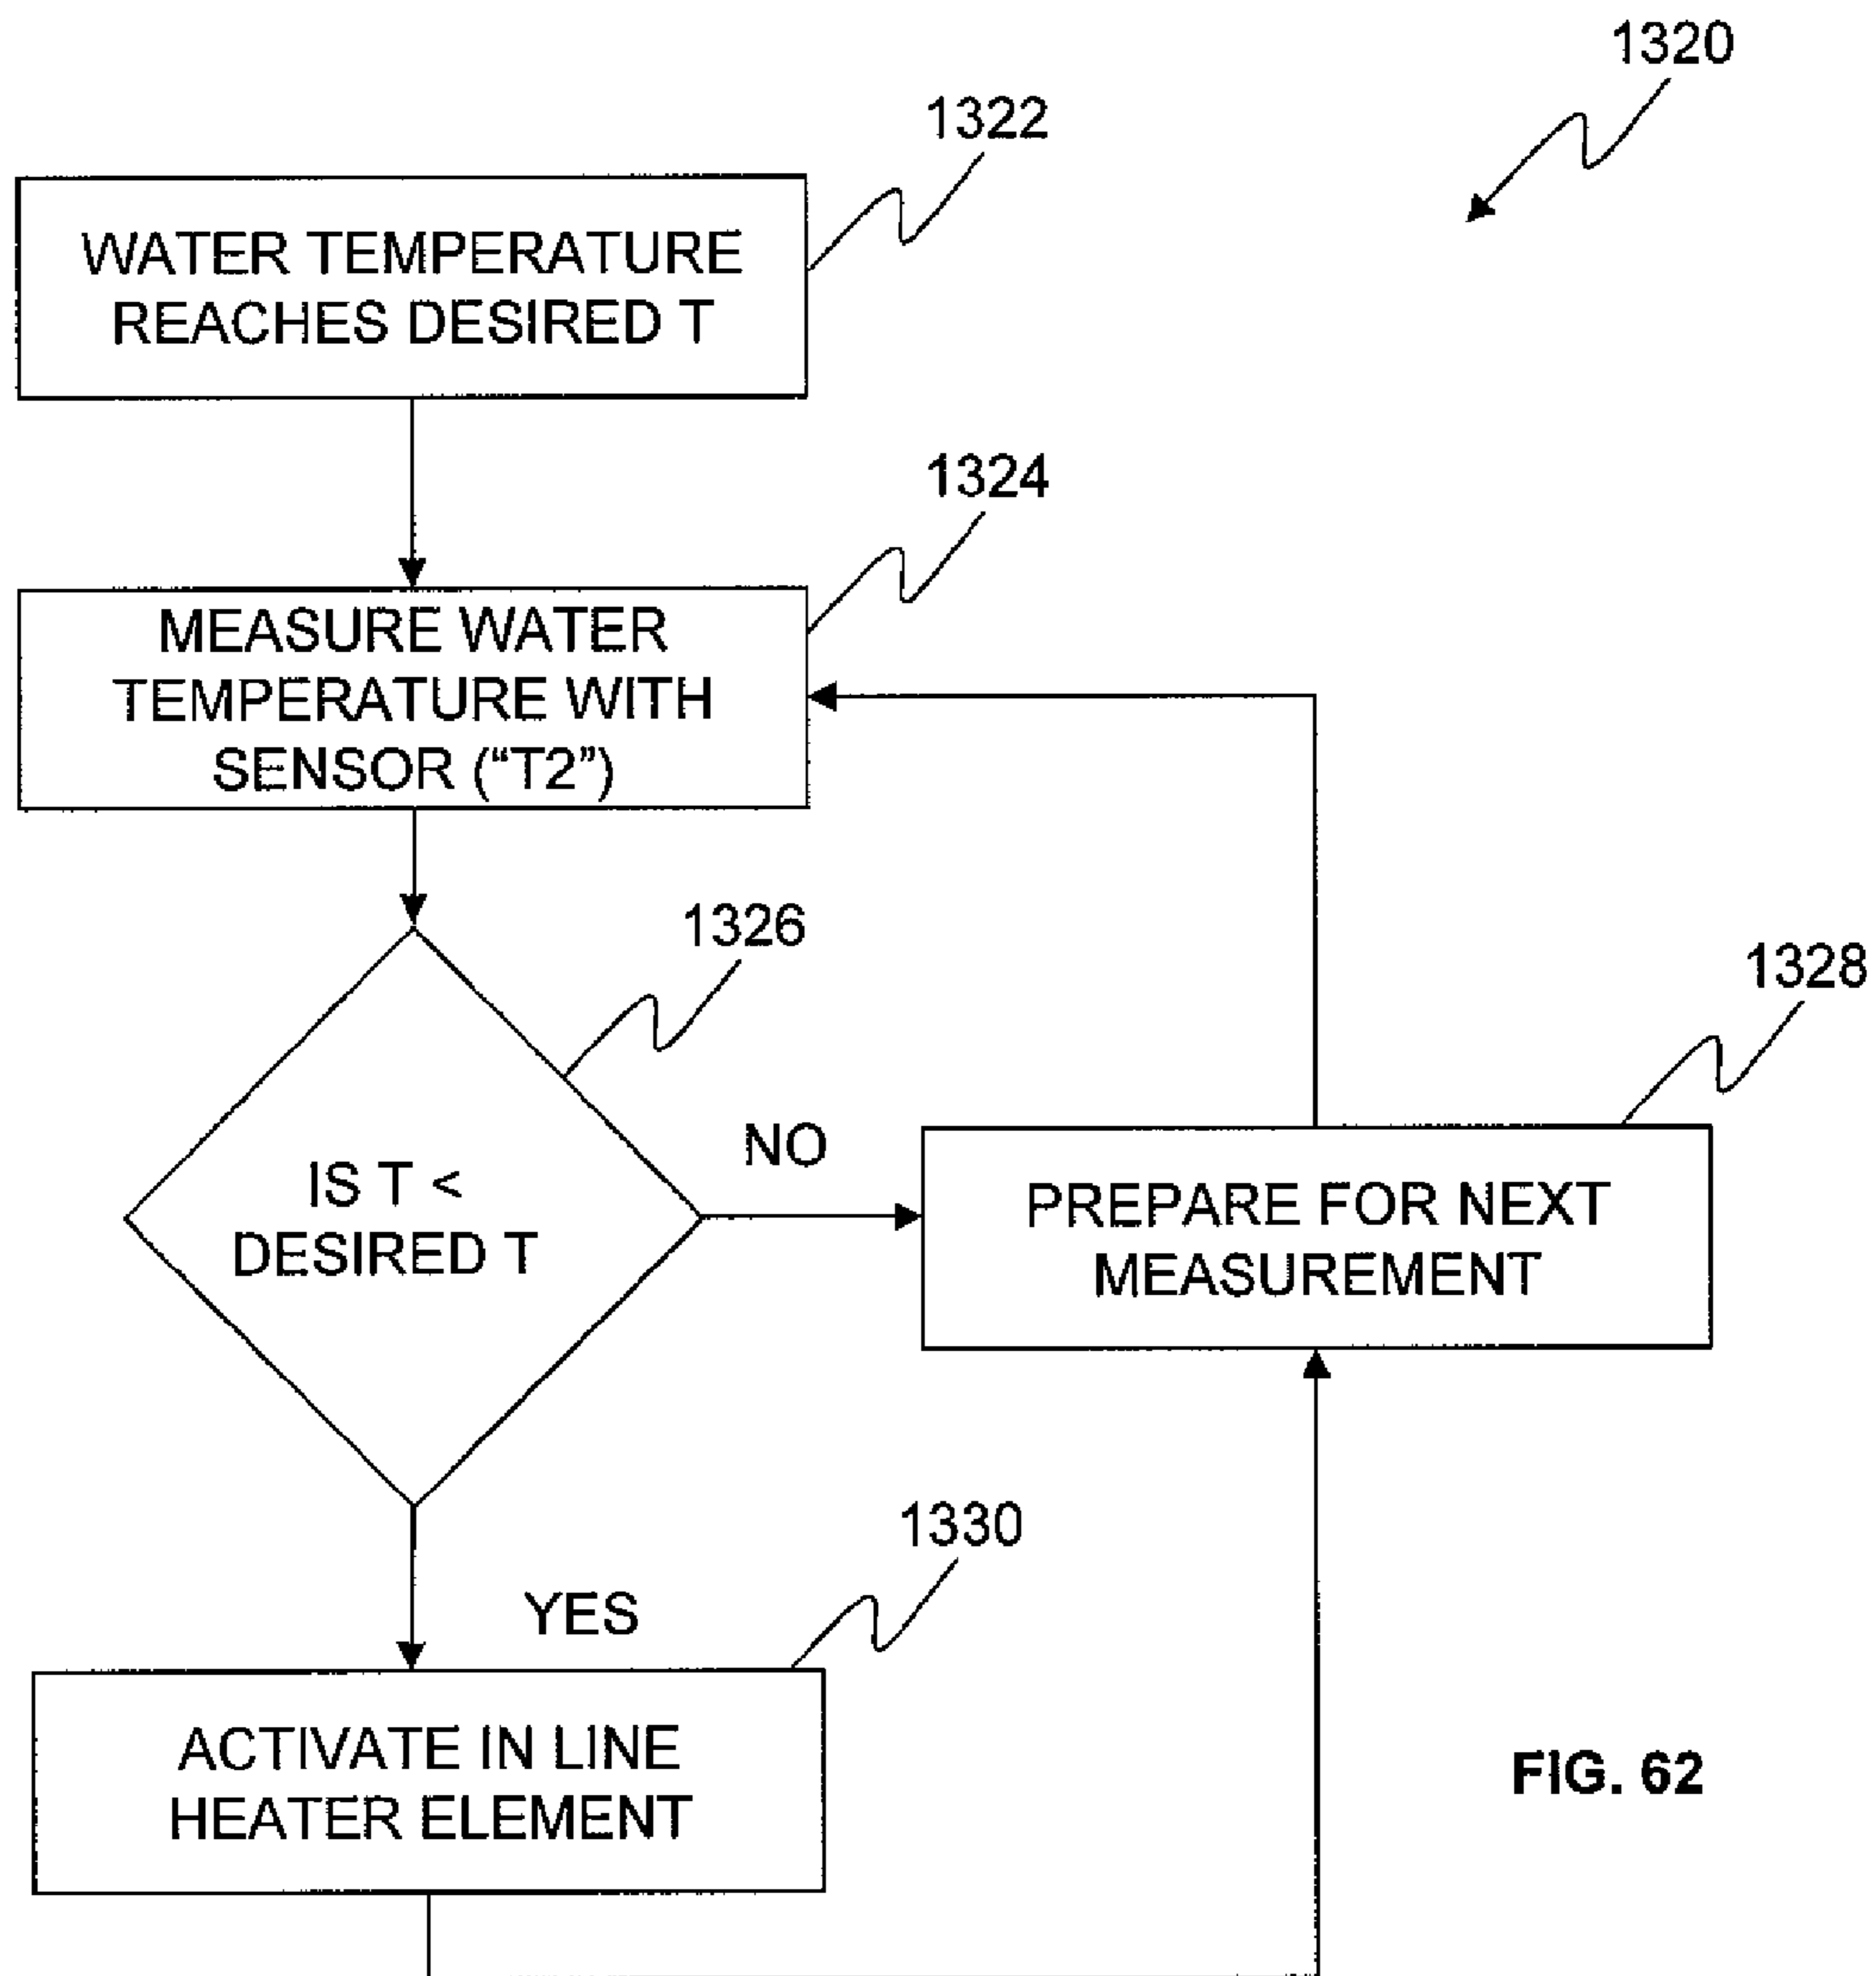 1320
1322
WATER TEMPERATURE
REACHES DESIRED T
1324
MEASURE WATER
TEMPERATURE WITH
SENSOR (“T2”)
1326
1328
IS T <
DESIRED T
NO
PREPARE FOR NEXT
MEASUREMENT
1330
YES
ACTIVATE IN LINE
HEATER ELEMENT
FIG. 62